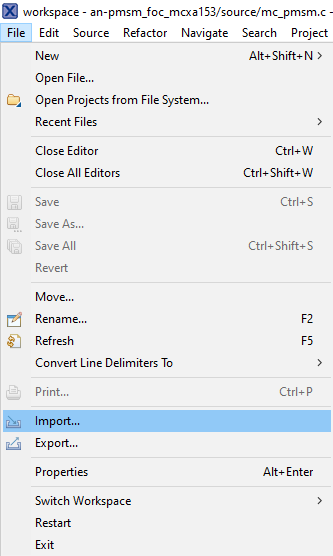 workspace - an-pmsm_foc_mcxa153/source/mc_pmsm.c -
File Edit Source Refactor Navigate Search Project
New Alt+Shift+N >
Open File...
Open Projects from File System...
Recent Files >
Close Editor Ctrl+W
Close All Editors Ctrl+Shift+W
Save Ctrl+S
Save As...
Save All Ctrl+Shift+S
Revert
Move...
Rename... F2
Refresh F5
Convert Line Delimiters To >
Print... Ctrl+P
Import...
Export...
Properties Alt+Enter
Switch Workspace >
Restart
Exit